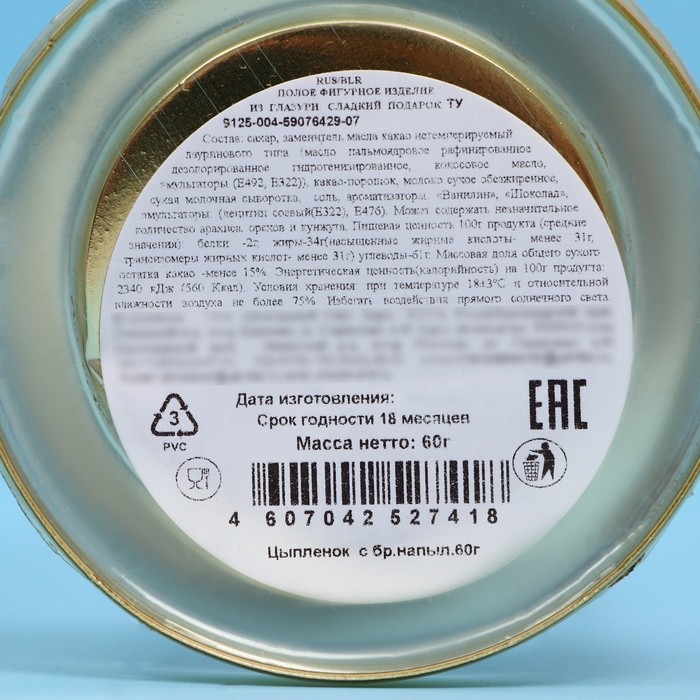 RUS/BLR
ПОЛОЕ ФИГУРНОЕ ИЗДЕЛИЕ
ИЗ ГЛАЗУРИ СЛАДКИЙ ПОДАРОК ТУ
9125-004-59076429-07
Состав: сахар, заменитель масла какао нетемперируемый
лауринового типа (масло пальмоядровое рафинированное
дезодорированное гидрогенизированное, кокосовое масло,
эмульгаторы (Е492, Е322)), какао-порошок, молоко сухое обезжиренное,
сухая молочная сыворотка, соль, ароматизаторы «Ванилин», «Шоколад»,
эмульгаторы: (лецитин соевый(Е322), Е476). Может содержать незначительное
количество арахиса, орехов и кунжута. Пищевая ценность 100г продукта (средние
значения): белки -2г, жиры-34г(насыщенные жирные кислоты- менее 31г,
трансизомеры жирных кислот- менее 31г) углеводы-61г. Массовая доля общего сухого
остатка какао -менее 15%. Энергетическая ценность(калорийность) на 100г продукта:
2340 кДж (560 Ккал). Условия хранения: при температуре 18±3°С и относительной
влажности воздуха не более 75% Избегать воздействия прямого солнечного света.
Дата изготовления:
Срок годности 18 месяцев
Масса нетто: 60г
EAC
3
PVC
4 607042 527418
Цыпленок с бр.напыл.60г